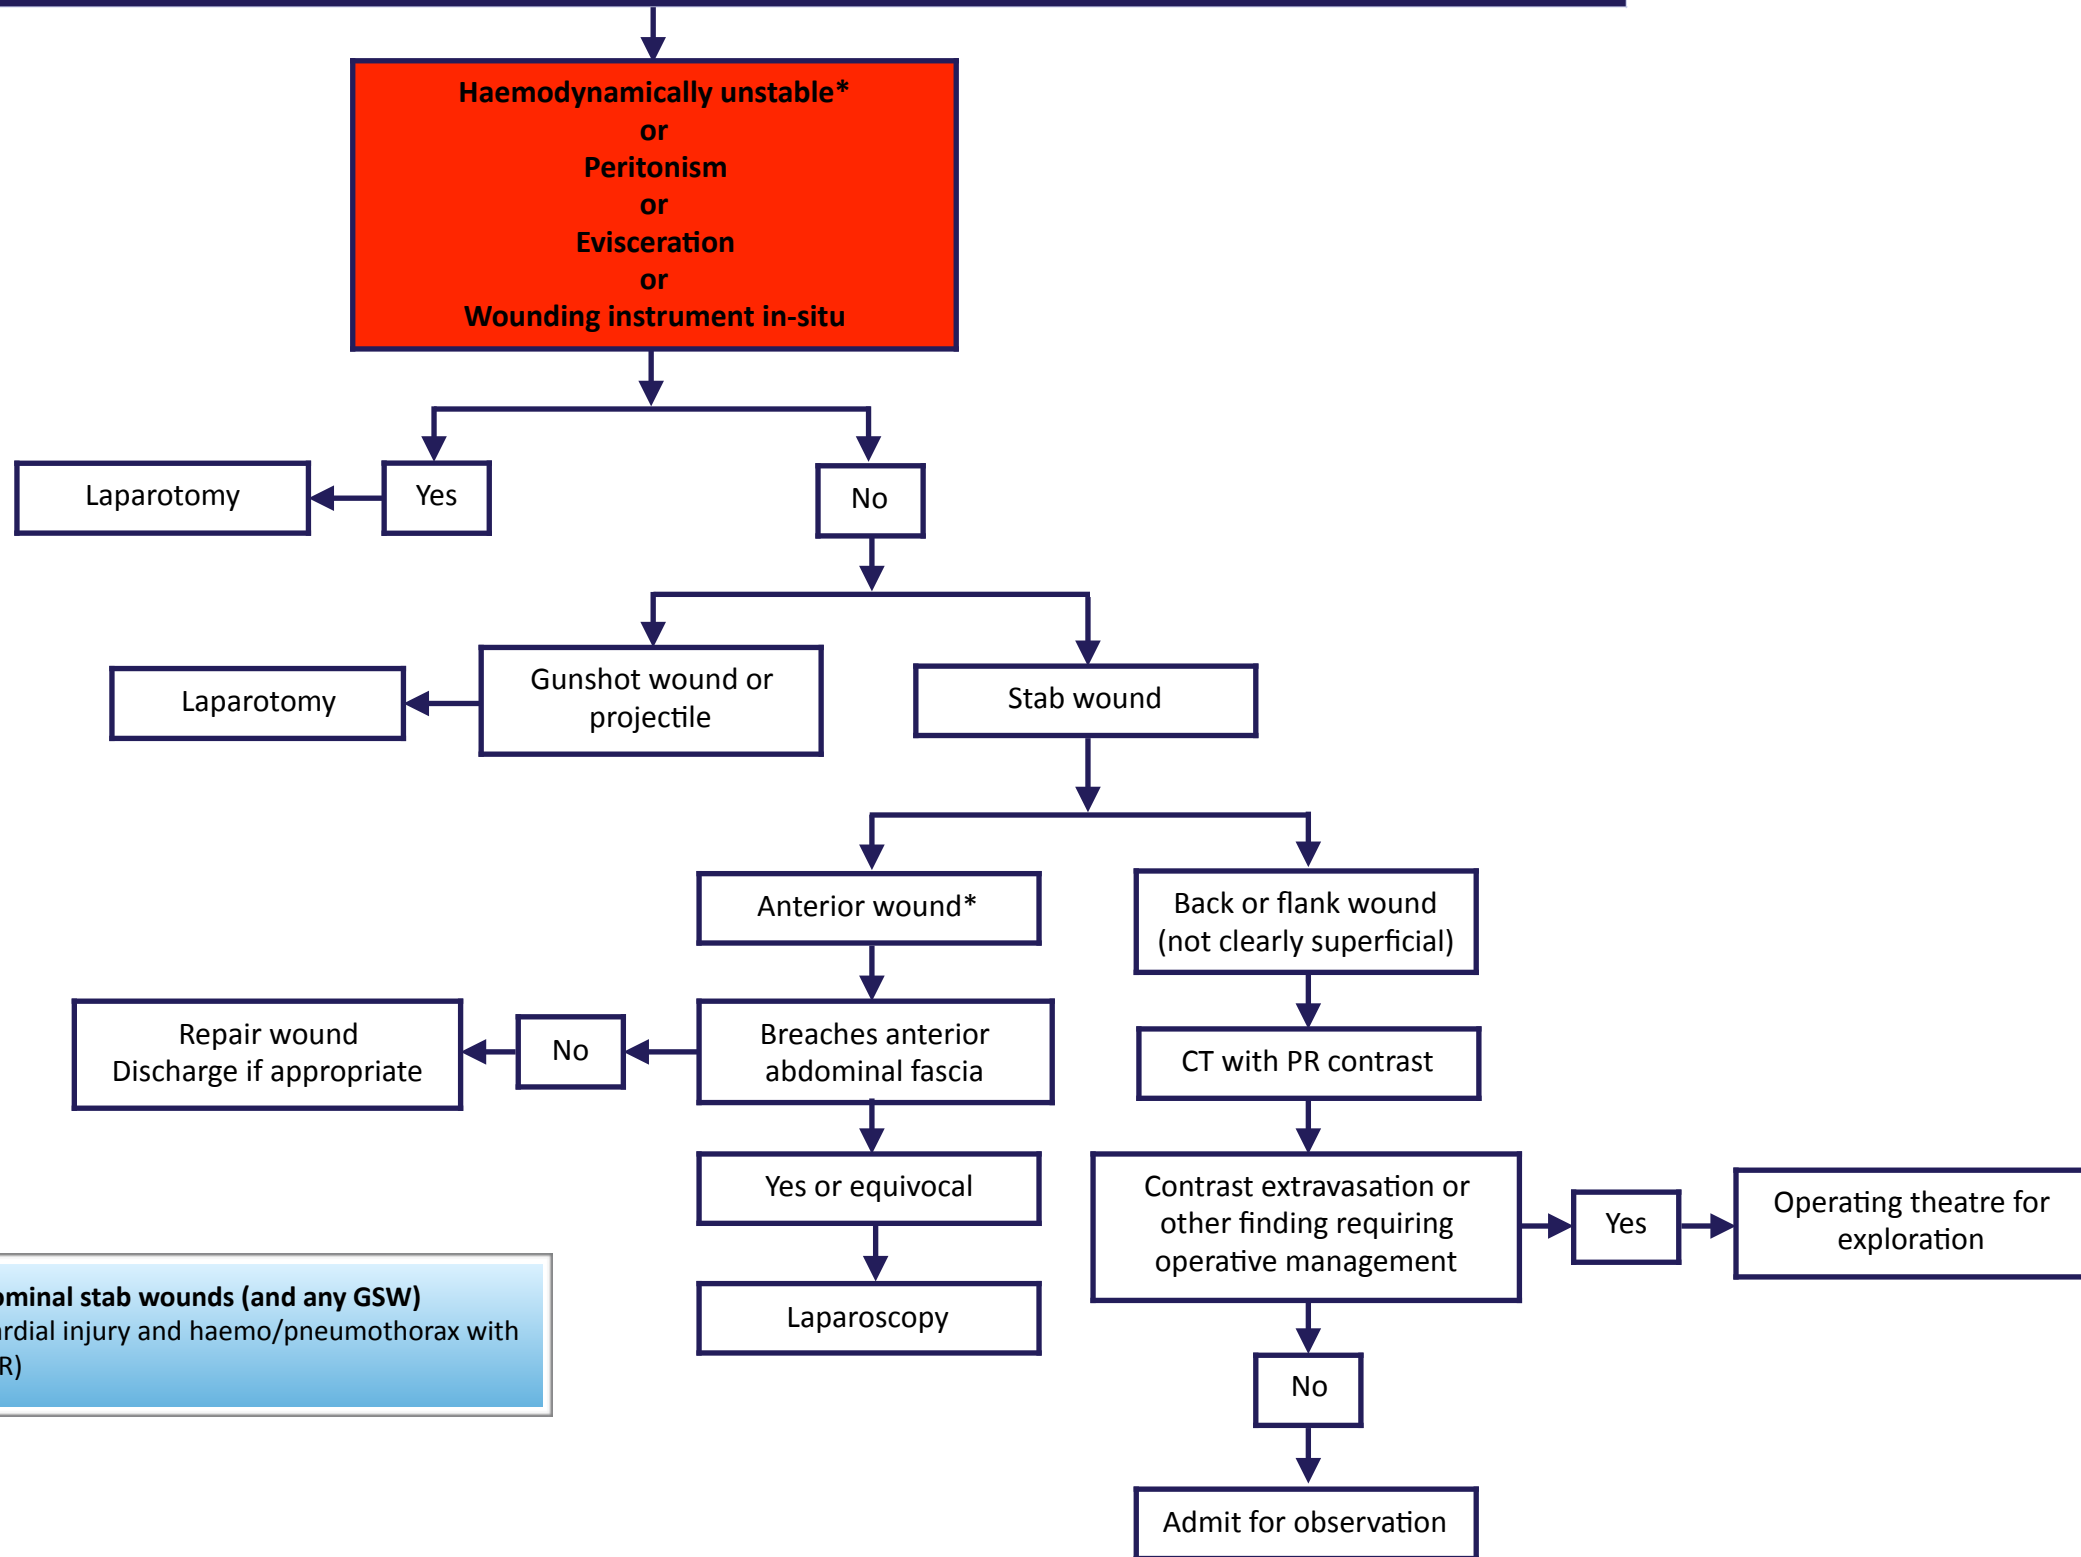 Haemodynamically unstable*
or
Peritonism
or
Evisceration
or
Wounding instrument in-situ
Laparotomy
Yes
No
Laparotomy
Gunshot wound or
projectile
Stab wound
Anterior wound*
Back or flank wound
(not clearly superficial)
Repair wound
Discharge if appropriate
No
Breaches anterior
abdominal fascia
CT with PR contrast
Yes or equivocal
Contrast extravasation or
other finding requiring
operative management
Yes
Operating theatre for
exploration
Laparoscopy
No
Admit for observation
stab wounds (and any GSW)
injury and haemo/pneumothorax with